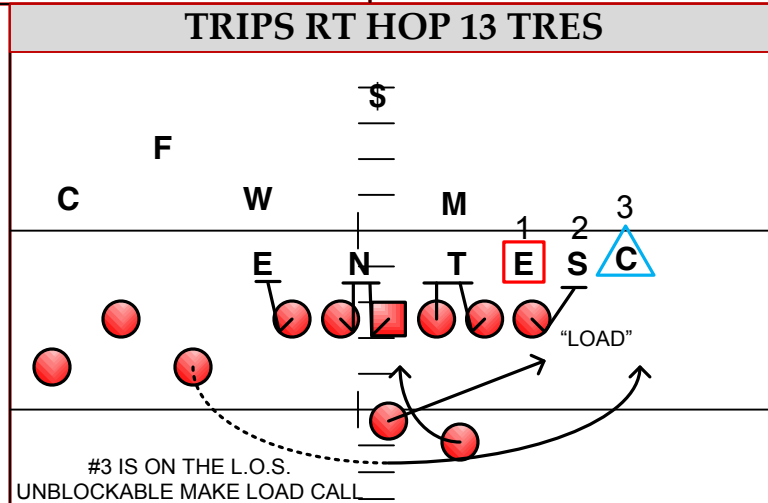 TRIPS RT HOP 13 TRES
$
F
C W M
1 2 3
E N T E S C
“LOAD”
#3 IS ON THE L.O.S.
UNBLOCKABLE MAKE LOAD CALL